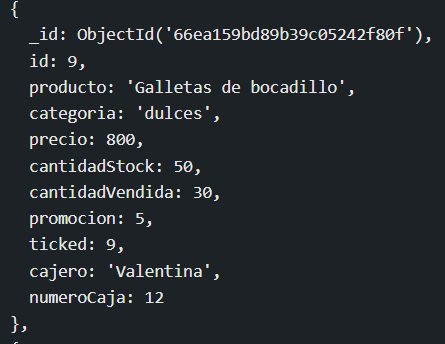 {
_id: ObjectId('66ea159bd89b39c05242f80f'),
id: 9,
producto: 'Galletas de bocadillo',
categoria: 'dulces',
precio: 800,
cantidadStock: 50,
cantidadVendida: 30,
promocion: 5,
ticked: 9,
cajero: 'Valentina',
numeroCaja: 12
},